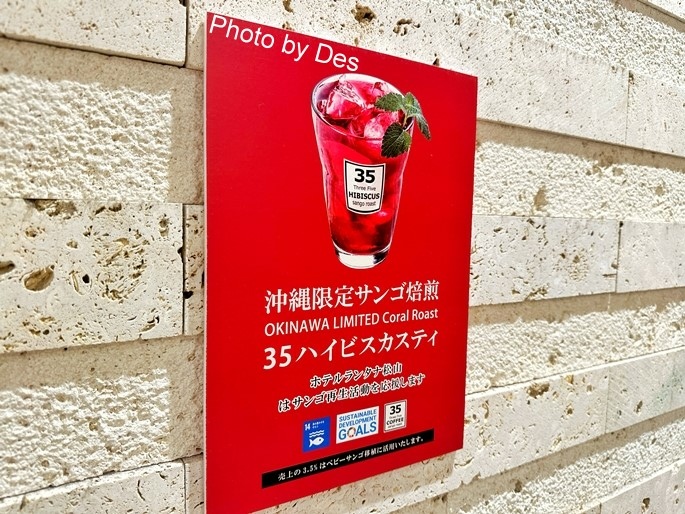 Photo by Des
35
Three Five
HIBISCUS
sango roast
沖縄限定サンゴ焙煎
OKINAWA LIMITED Coral Roast
35ハイビスカスティ
ホテルランタナ松山
はサンゴ再生活動を応援します
14
SUSTAINABLE
DEVELOPMENT
GOALS
35
COFFEE
売上の3.5%はベビーサンゴ移植に活用いたします。